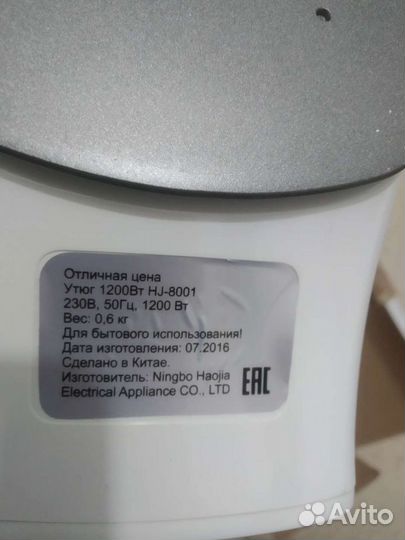 Отличная цена
Утюг 1200Вт HJ-8001
230В, 50Гц, 1200 Вт
Вес: 0,6 кг
Для бытового использования!
Дата изготовления: 07.2016
Сделано в Китае.
Изготовитель: Ningbo Haojia
Electrical Appliance CO., LTD
EAC
Avito